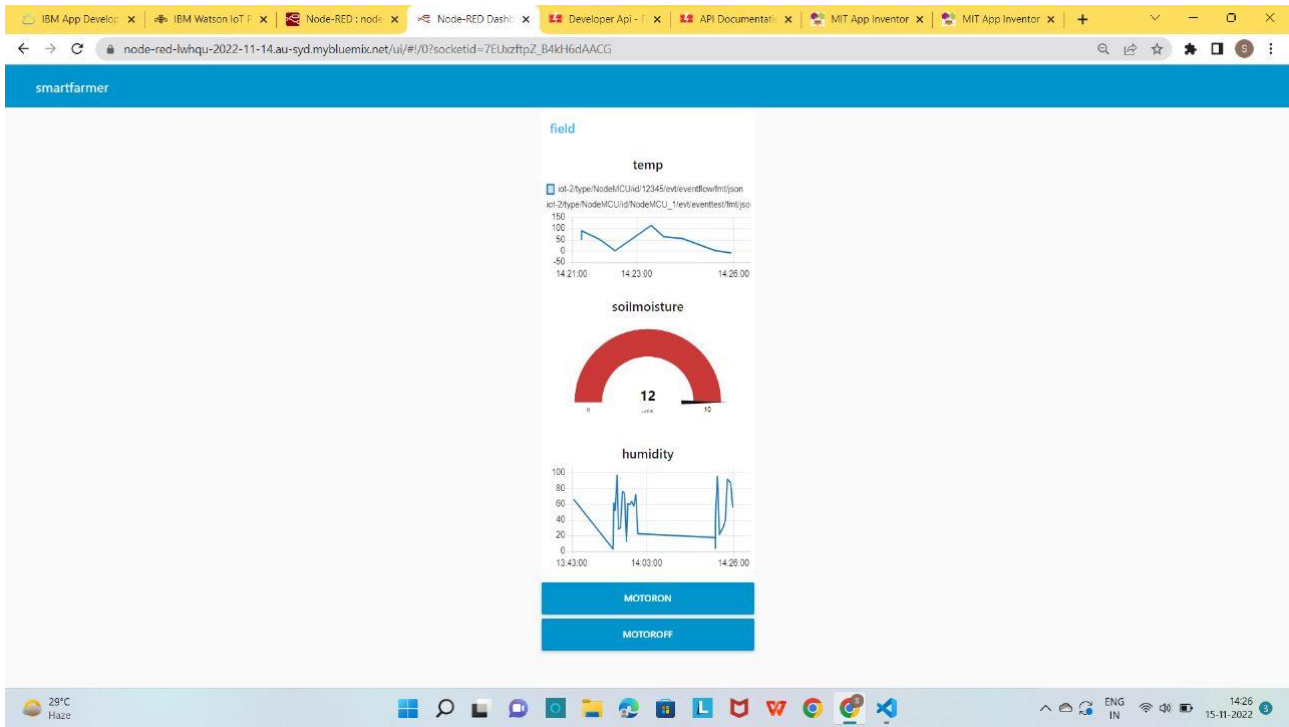 IBM App Develop
IBM Watson IoT P
Node-RED : node
Node-RED Dashb
Developer Api - F
API Documentati
MIT App Inventor
MIT App Inventor
node-red-lwhqu-2022-11-14.au-syd.mybluemix.net/ui/#!/0?socketid=7EUxzftpZ_B4kH6dAACG
S
smartfarmer
field
temp
iot-2/type/NodeMCU/id/12345/evt/eventflow/fmt/json
iot-2/type/NodeMCU/id/NodeMCU_1/evt/eventtest/fmt/jso
150
100
50
0
-50
14:21:00 14:23:00 14:26:00
soilmoisture
12
0 10
humidity
100
80
60
40
20
0
13:43:00 14:03:00 14:26:00
MOTORON
MOTOROFF
29°C
Haze
ENG
IN
14:26
15-11-2022
3